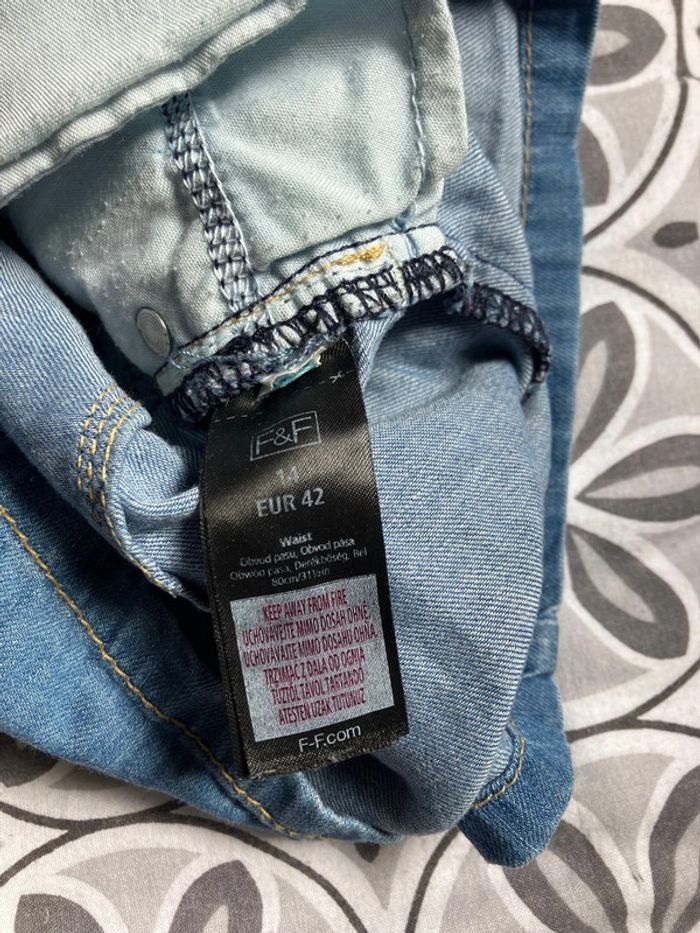 F&F
14
EUR 42
Waist
Obvod pasu, Obvod pása
Obwód pasa, Derékbőség, Bel
80cm/31½in
KEEP AWAY FROM FIRE
UCHOVÁVEJTE MIMO DOSAH OHNĚ,
UCHOVÁVAJTE MIMO DOSAHU OHŇA,
TRZYMAĆ Z DALA OD OGNIA
TŰZTŐL TÁVOL TARTANDÓ
ATEŞTEN UZAK TUTUNUZ
F-F.com